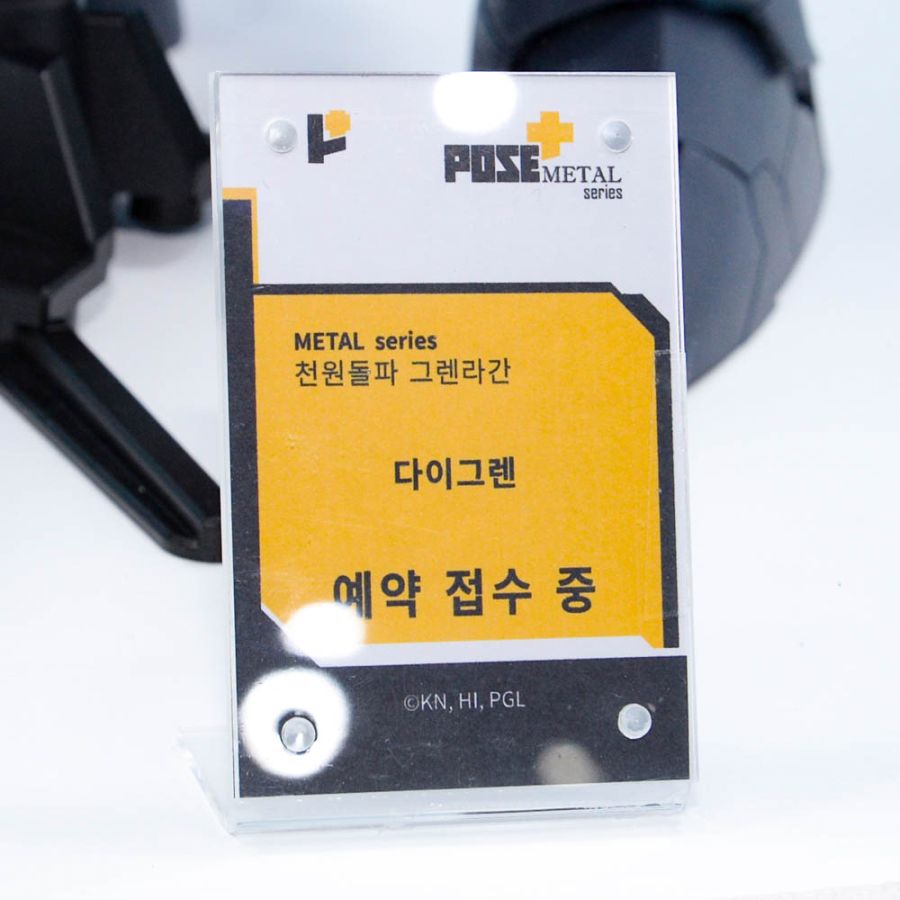 POSE+
METAL
series
METAL series
천원돌파 그렌라간
다이그렌
예약 접수 중
©KN, HI, PGL